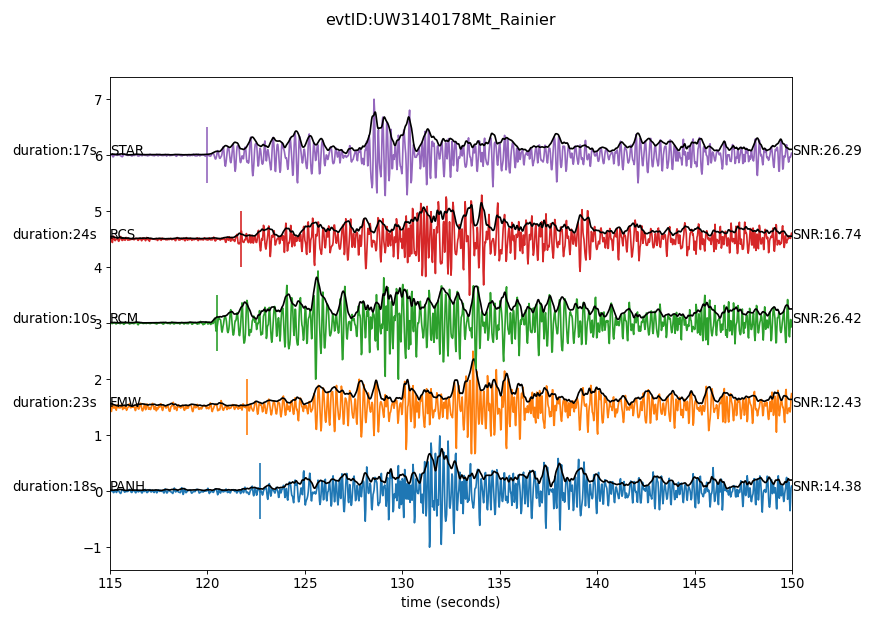 evtID:UW3140178Mt_Rainier
7
duration:17s 6 STAR SNR:26.29
5
duration:24s RCS SNR:16.74
4
duration:10s 3 RCM SNR:26.42
2
duration:23s FMW SNR:12.43
1
duration:18s 0 PANH SNR:14.38
−1
115 120 125 130 135 140 145 150
time (seconds)